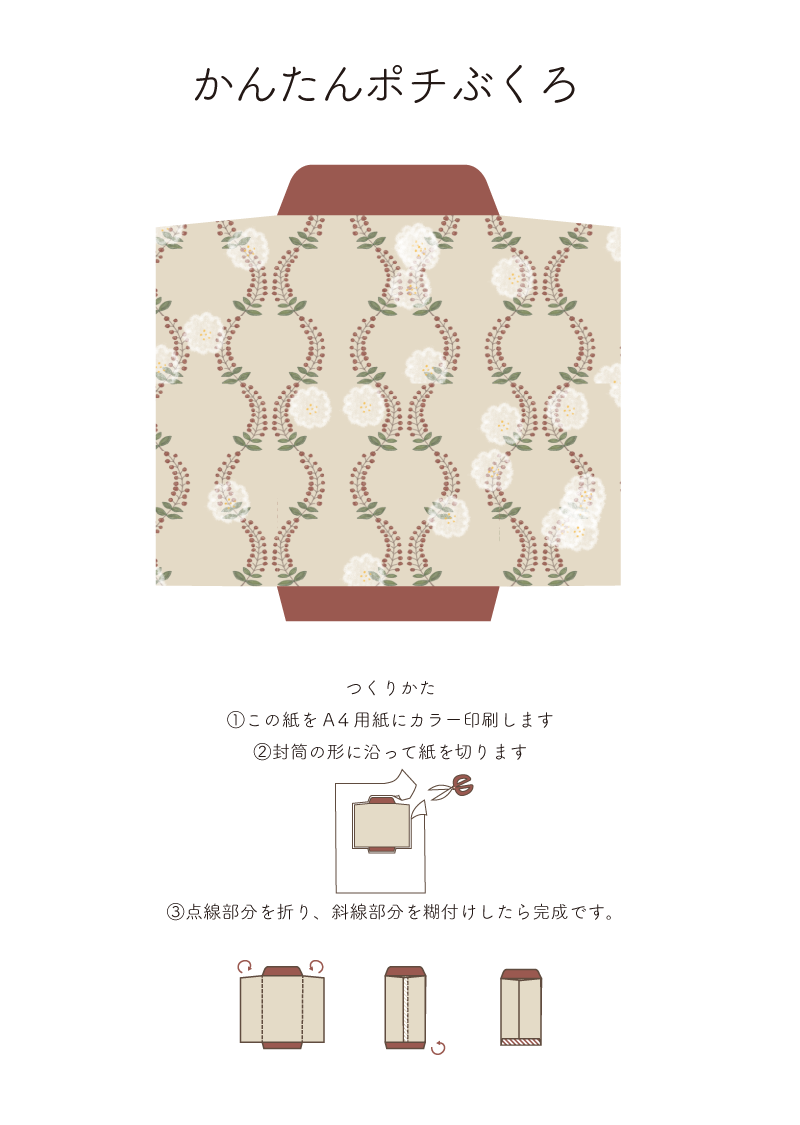 かんたんポチぶくろ
つくりかた
①この紙をA4用紙にカラー印刷します
②封筒の形に沿って紙を切ります
③点線部分を折り、斜線部分を糊付けしたら完成です。